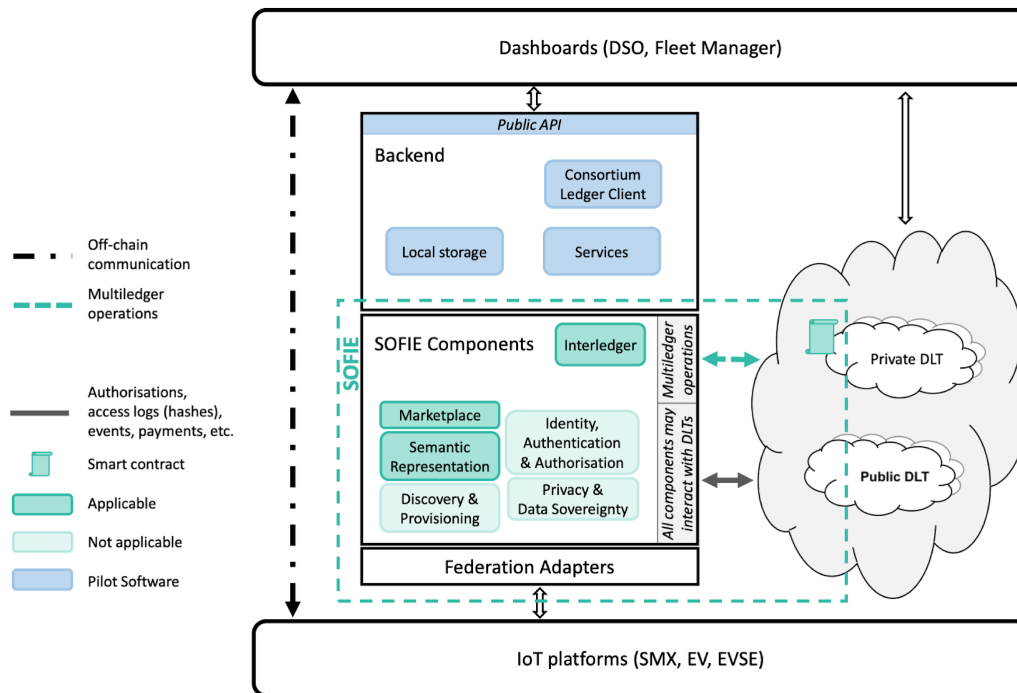 Dashboards (DSO, Fleet Manager)
Public API
Backend
Consortium
Ledger Client
Local storage
Services
Off-chain
communication
Multiledger
operations
Authorisations,
access logs (hashes),
events, payments, etc.
Smart contract
Applicable
Not applicable
Pilot Software
SOFIE
SOFIE Components
Interledger
Marketplace
Semantic
Representation
Discovery &
Provisioning
Identity,
Authentication
& Authorisation
Privacy &
Data Sovereignty
Multiledger
operations
All components may
interact with DLTs
Private DLT
Public DLT
Federation Adapters
IoT platforms (SMX, EV, EVSE)